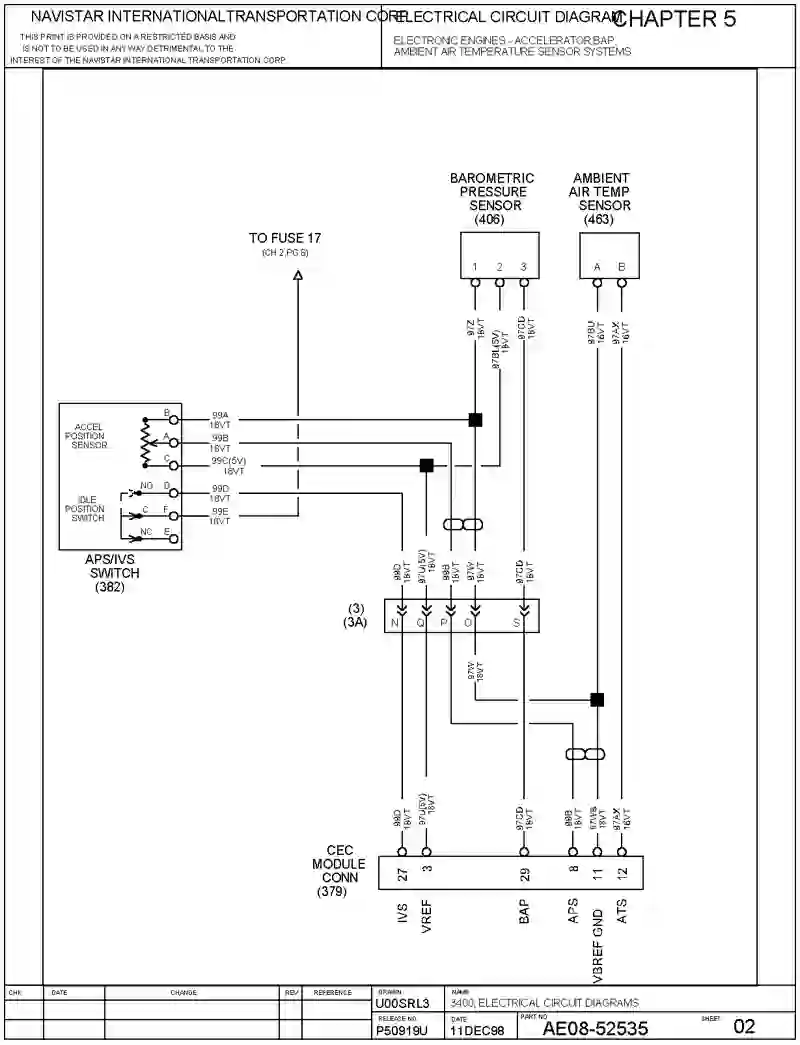 NAVISTAR INTERNATIONAL TRANSPORTATION CORP.
THIS PRINT IS PROVIDED ON A RESTRICTED BASIS AND
IS NOT TO BE USED IN ANY WAY DETRIMENTAL TO THE
INTEREST OF THE NAVISTAR INTERNATIONAL TRANSPORTATION CORP.
ELECTRICAL CIRCUIT DIAGRAM
CHAPTER 5
ELECTRONIC ENGINES - ACCELERATOR, BAP,
AMBIENT AIR TEMPERATURE SENSOR SYSTEMS
BAROMETRIC
PRESSURE
SENSOR
(406)
AMBIENT
AIR TEMP
SENSOR
(463)
TO FUSE 17
(CH 2, PG 6)
1 2 3
A B
97Z
18VT
97BL(5V)
18VT
97CD
18VT
97BU
16VT
97AX
16VT
ACCEL
POSITION
SENSOR
IDLE
POSITION
SWITCH
B
A
C
NO D
C F
NC E
99A
18VT
99B
18VT
99C(5V)
18VT
99D
18VT
99E
18VT
APS/IVS
SWITCH
(382)
99D
18VT
97U(5V)
18VT
99B
18VT
97W
18VT
97CD
18VT
(3)
(3A)
N Q P O S
97W
18VT
99D
18VT
97U(5V)
18VT
97CD
18VT
99B
18VT
97WB
18VT
97AX
16VT
CEC
MODULE
CONN
(379)
27 3 29 8 11 12
IVS
VREF
BAP
APS
VBREF GND
ATS
CHK DATE CHANGE REV REFERENCE
DRAWN
U00SRL3
NAME
3400, ELECTRICAL CIRCUIT DIAGRAMS
RELEASE NO.
P50919U
DATE
11DEC98
PART NO
AE08-52535
SHEET
02